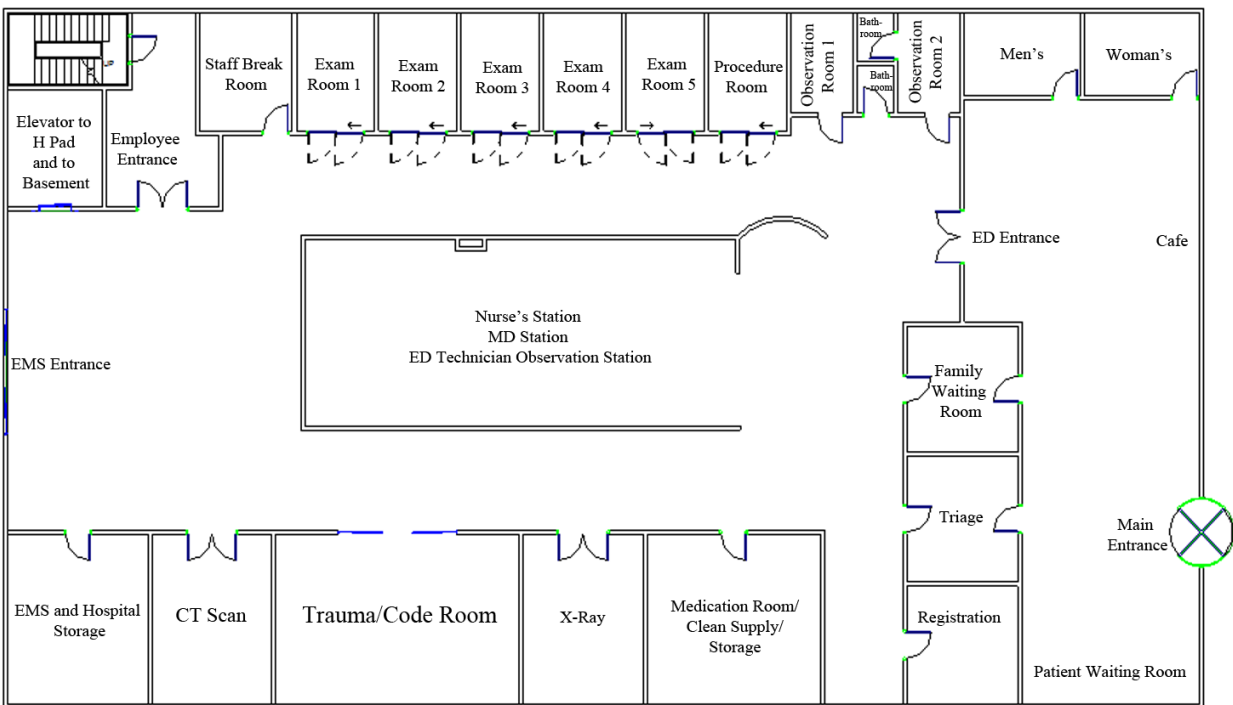 Staff Break
Room
Exam
Room 1
Exam
Room 2
Exam
Room 3
Exam
Room 4
Exam
Room 5
Procedure
Room
Observation
Room 1
Bath-
room
Bath-
room
Observation
Room 2
Men’s
Woman’s
Elevator to
H Pad
and to
Basement
Employee
Entrance
ED Entrance
Cafe
Nurse’s Station
MD Station
ED Technician Observation Station
EMS Entrance
Family
Waiting
Room
Triage
Main
Entrance
EMS and Hospital
Storage
CT Scan
Trauma/Code Room
X-Ray
Medication Room/
Clean Supply/
Storage
Registration
Patient Waiting Room